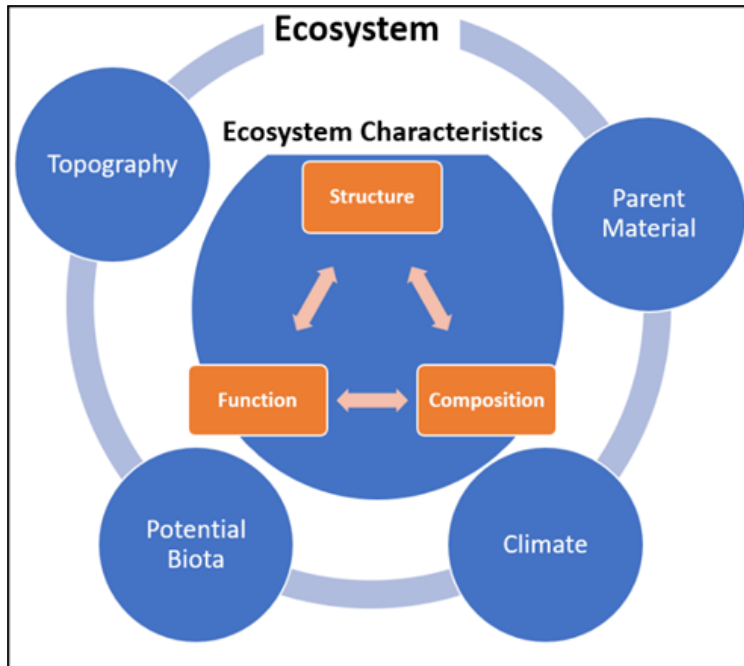 Ecosystem
Ecosystem Characteristics
Topography
Structure
Parent
Material
Function
Composition
Potential
Biota
Climate